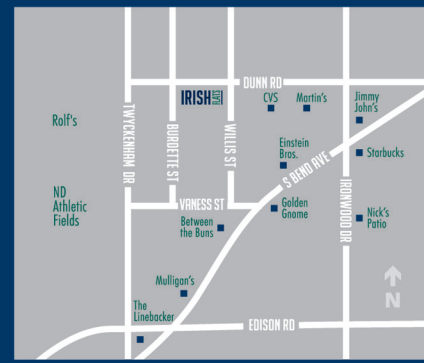 DUNN RD
IRISH
FLATS
CVS
Martin's
Jimmy
John's
Rolf's
TWYCKENHAM DR
BURDETTE ST
WILLIS ST
Einstein
Bros.
S BEND AVE
Starbucks
IRONWOOD DR
ND
Athletic
Fields
VANESS ST
Between
the Buns
Golden
Gnome
Nick's
Patio
Mulligan's
N
The
Linebacker
EDISON RD